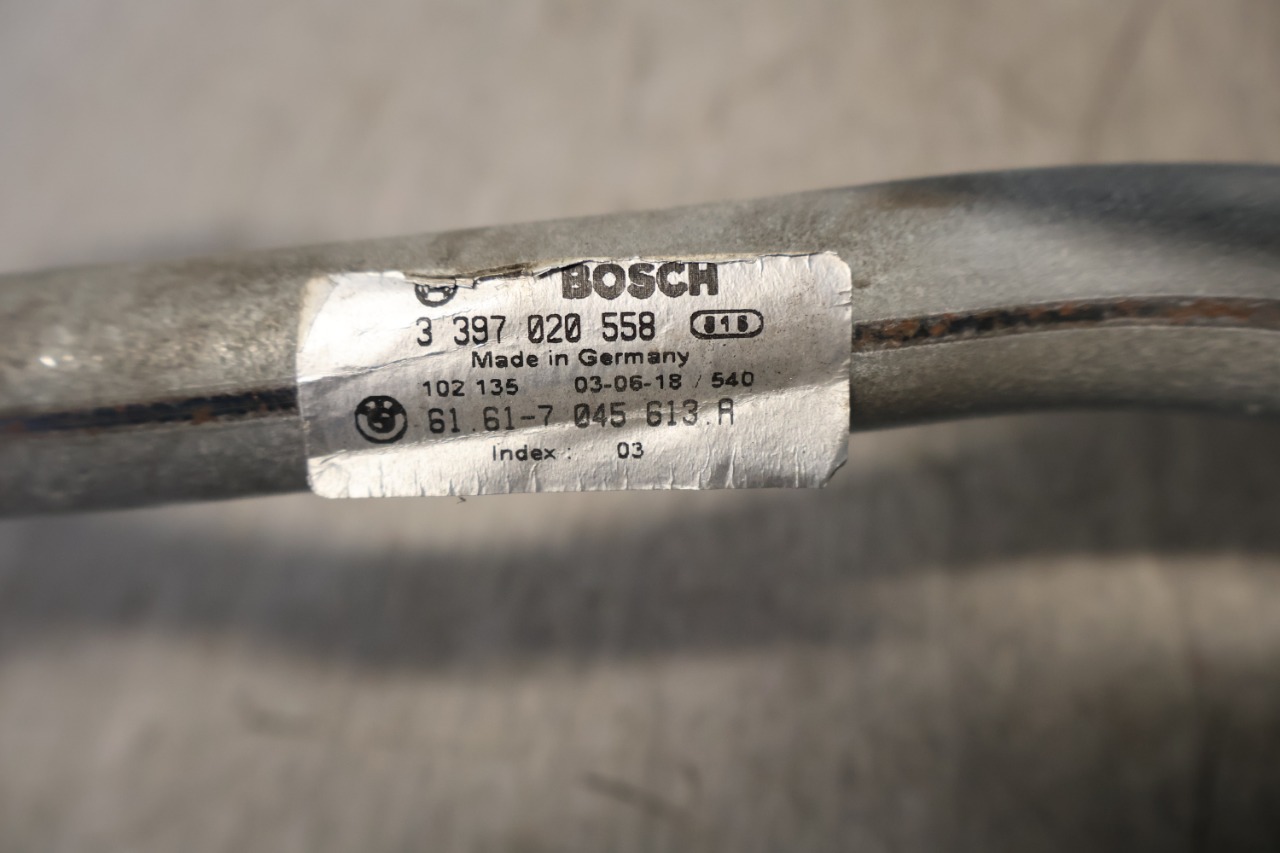 BOSCH
3 397 020 558 816
Made in Germany
102 135 03-06-18 / 540
61.61-7 045 613.A
Index : 03